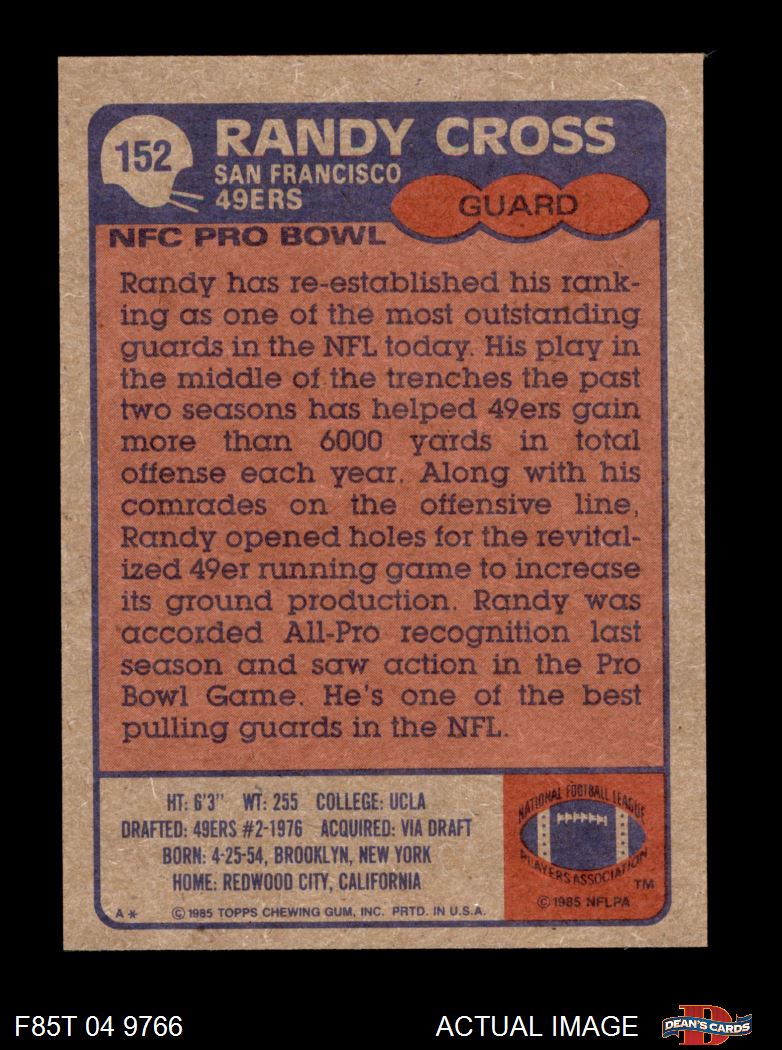 152
RANDY CROSS
SAN FRANCISCO
49ERS
GUARD
NFC PRO BOWL
Randy has re-established his rank-
ing as one of the most outstanding
guards in the NFL today. His play in
the middle of the trenches the past
two seasons has helped 49ers gain
more than 6000 yards in total
offense each year. Along with his
comrades on the offensive line,
Randy opened holes for the revital-
ized 49er running game to increase
its ground production. Randy was
accorded All-Pro recognition last
season and saw action in the Pro
Bowl Game. He's one of the best
pulling guards in the NFL.
HT: 6'3" WT: 255 COLLEGE: UCLA
DRAFTED: 49ERS #2-1976 ACQUIRED: VIA DRAFT
BORN: 4-25-54, BROOKLYN, NEW YORK
HOME: REDWOOD CITY, CALIFORNIA
A* © 1985 TOPPS CHEWING GUM, INC. PRTD. IN U.S.A.
NATIONAL FOOTBALL LEAGUE
PLAYERS ASSOCIATION
TM
© 1985 NFLPA
F85T 04 9766
ACTUAL IMAGE
D
DEAN'S CARDS